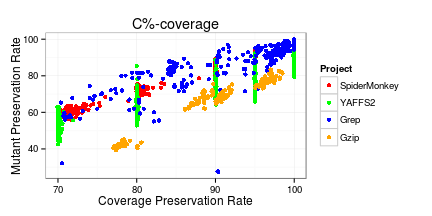 C%-coverage
Mutant Preservation Rate
100
80
60
40
70
80
90
100
Coverage Preservation Rate
Project
SpiderMonkey
YAFFS2
Grep
Gzip